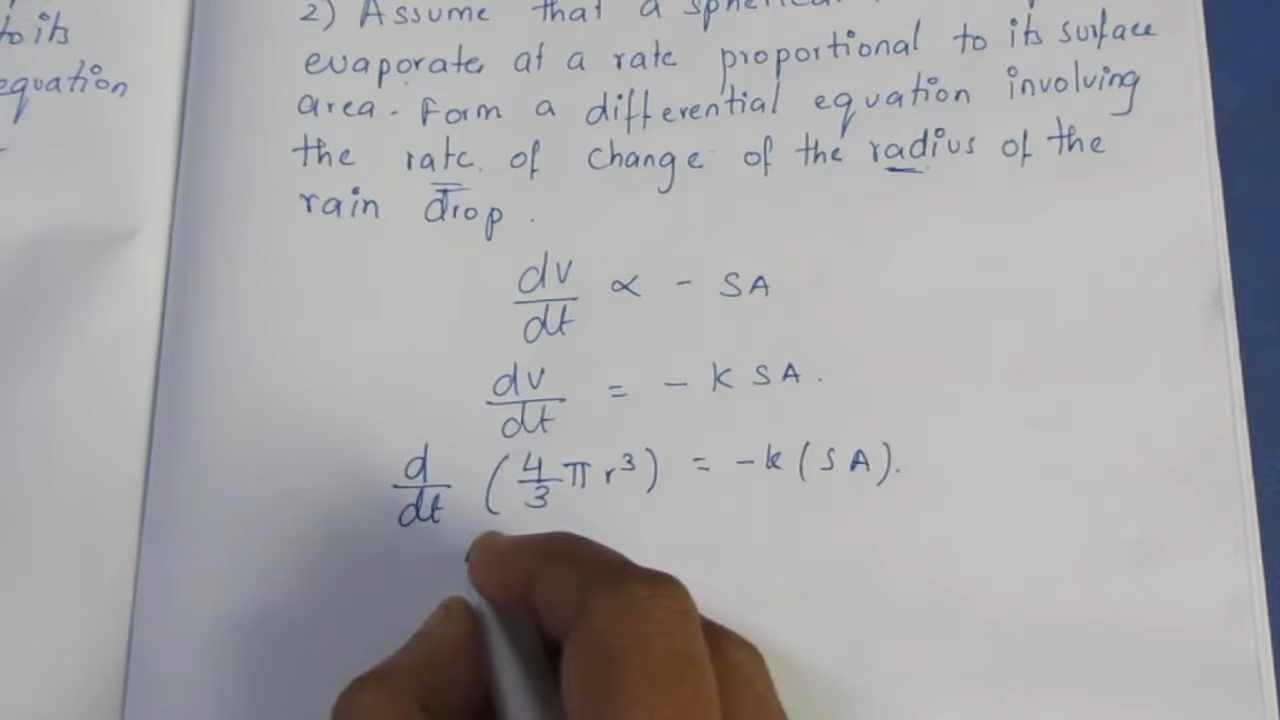 to its
equation
2) Assume that a spherical
evaporate at a rate proportional to its surface
area. Form a differential equation involving
the rate of change of the radius of the
rain drop.
dv/dt ∝ - SA
dv/dt = - k SA.
d/dt (4/3 π r³) = -k (SA).